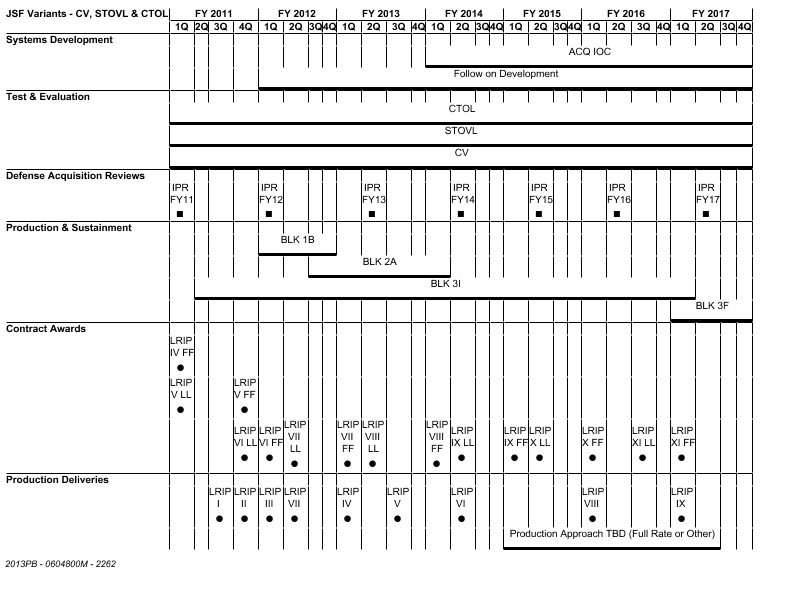 JSF Variants - CV, STOVL & CTOL FY 2011 FY 2012 FY 2013 FY 2014 FY 2015 FY 2016 FY 2017
1Q 2Q 3Q 4Q 1Q 2Q 3Q 4Q 1Q 2Q 3Q 4Q 1Q 2Q 3Q 4Q 1Q 2Q 3Q 4Q 1Q 2Q 3Q 4Q 1Q 2Q 3Q 4Q
Systems Development
ACQ IOC
Follow on Development
Test & Evaluation
CTOL
STOVL
CV
Defense Acquisition Reviews
IPR IPR IPR IPR IPR IPR IPR
FY11 FY12 FY13 FY14 FY15 FY16 FY17
Production & Sustainment
BLK 1B
BLK 2A
BLK 3I
BLK 3F
Contract Awards
LRIP
IV FF
LRIP LRIP
V LL V FF
LRIP LRIP LRIP LRIP LRIP LRIP LRIP LRIP LRIP LRIP LRIP LRIP
VI LL VI FF VII VII VIII VIII IX LL IX FF X LL X FF XI LL XI FF
LL FF LL FF
Production Deliveries
LRIP LRIP LRIP LRIP LRIP LRIP LRIP LRIP LRIP
I II III VII IV V VI VIII IX
Production Approach TBD (Full Rate or Other)
2013PB - 0604800M - 2262